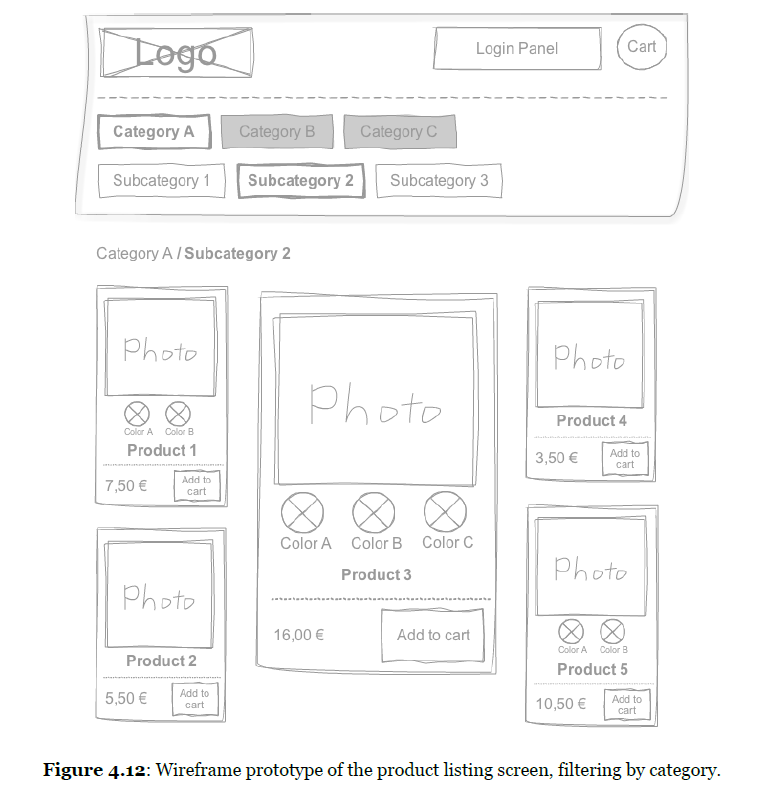 Logo
Login Panel
Cart
Category A
Category B
Category C
Subcategory 1
Subcategory 2
Subcategory 3
Category A / Subcategory 2
Photo
Color A
Color B
Product 1
7,50 €
Add to
cart
Photo
Product 2
5,50 €
Add to
cart
Photo
Color A
Color B
Color C
Product 3
16,00 €
Add to cart
Photo
Product 4
3,50 €
Add to
cart
Photo
Color A
Color B
Product 5
10,50 €
Add to
cart
Figure 4.12: Wireframe prototype of the product listing screen, filtering by category.